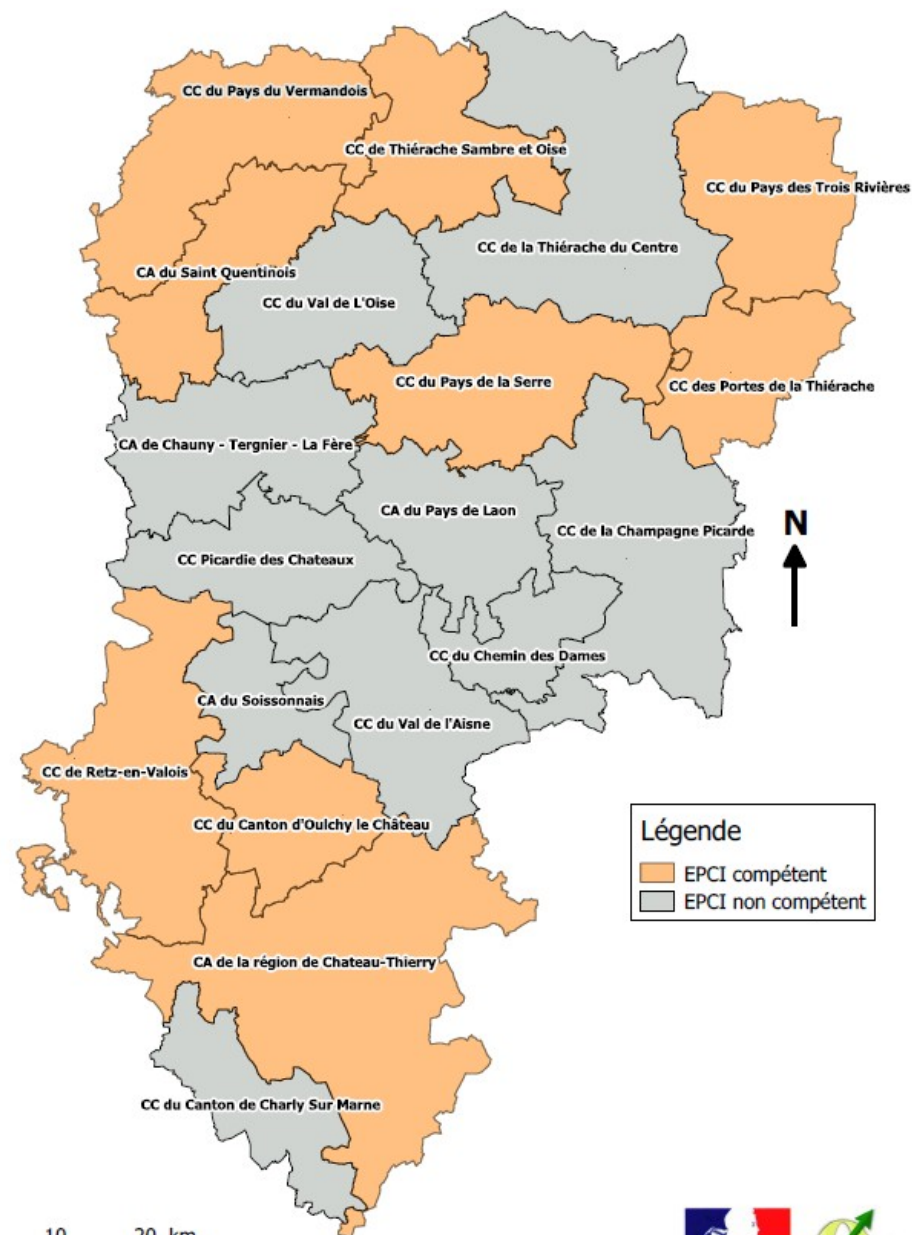 CC du Pays du Vermandois
CC de Thiérache Sambre et Oise
CC du Pays des Trois Rivières
CC de la Thiérache du Centre
CA du Saint Quentinois
CC du Val de L'Oise
CC du Pays de la Serre
CC des Portes de la Thiérache
CA de Chauny - Tergnier - La Fère
CA du Pays de Laon
CC de la Champagne Picarde
N
CC Picardie des Chateaux
CC du Chemin des Dames
CA du Soissonnais
CC du Val de l'Aisne
CC de Retz-en-Valois
CC du Canton d'Oulchy le Château
Légende
EPCI compétent
EPCI non compétent
CA de la région de Chateau-Thierry
CC du Canton de Charly Sur Marne
10 20 km